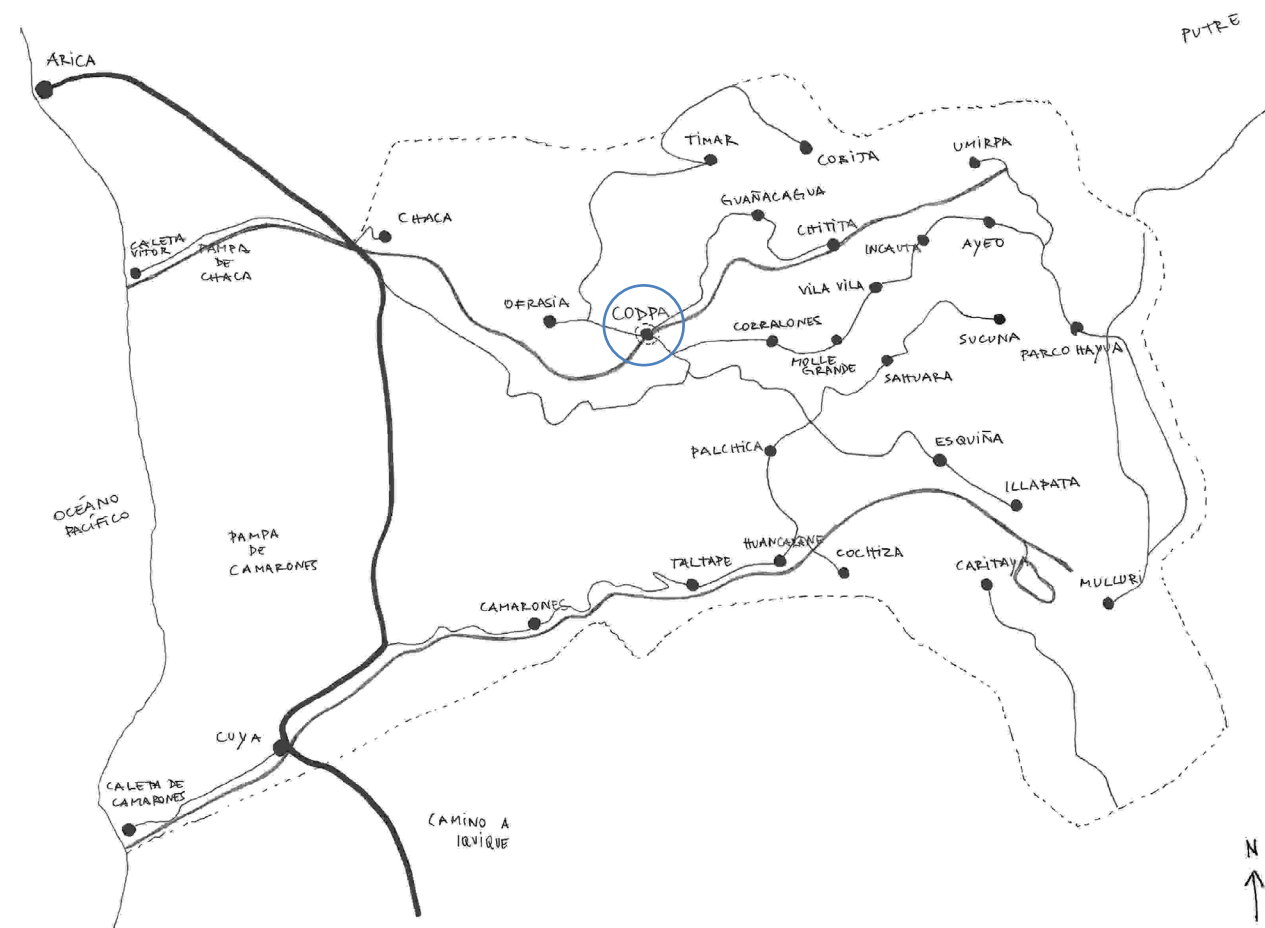 PUTRE
ARICA
TIMAR
COBIJA
UMIRPA
GUAÑACAGUA
CHACA
CHITITA
INCAUTA
AYEO
CALETA
VITOR
PAMPA
DE
CHACA
VILA VILA
OFRASIA
CODPA
CORRALONES
SUCUNA
MOLLE
GRANDE
PARCO HAYUA
SAHUARA
PALCHICA
ESQUIÑA
ILLAPATA
OCÉANO
PACÍFICO
PAMPA
DE
CAMARONES
HUANCARANE
COCHIZA
TALTAPE
CARITAYA
MULLURI
CAMARONES
CUYA
CALETA DE
CAMARONES
CAMINO A
IQUIQUE
N